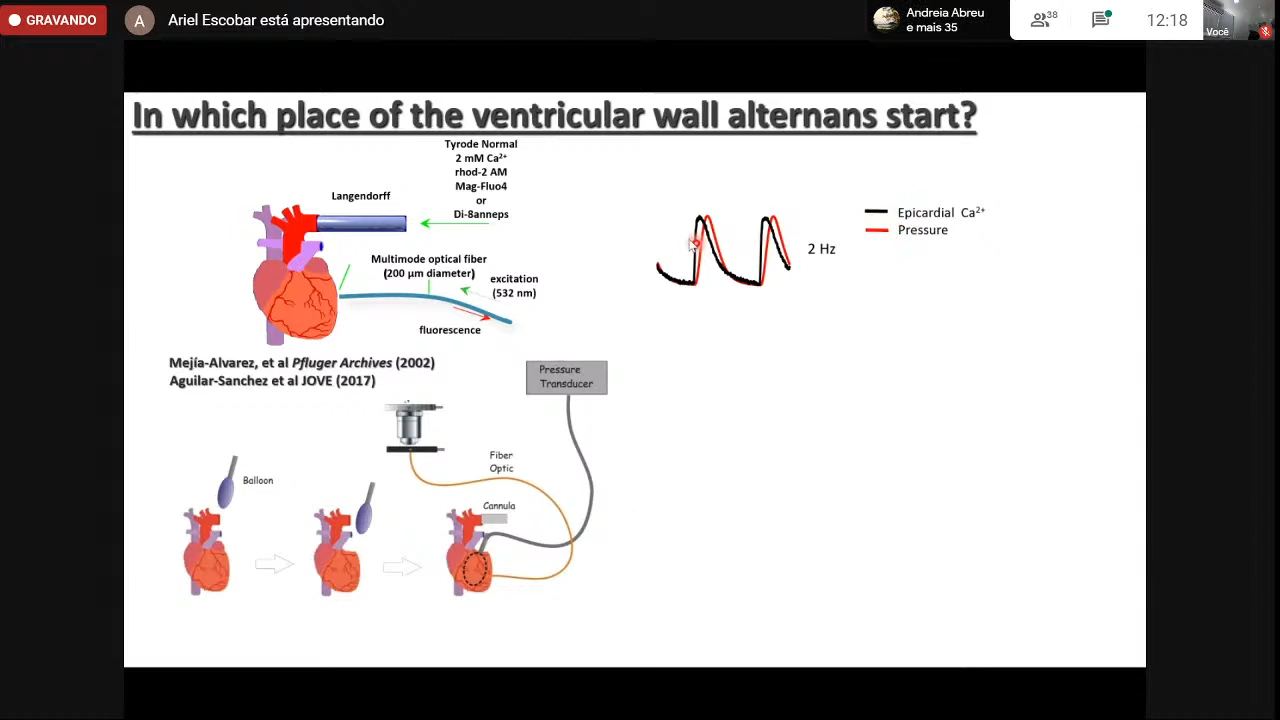 GRAVANDO
A
Ariel Escobar está apresentando
Andreia Abreu
e mais 35
38
12:18
Você
In which place of the ventricular wall alternans start?
Tyrode Normal
2 mM Ca²⁺
rhod-2 AM
Mag-Fluo4
or
Di-8anneps
Langendorff
Multimode optical fiber
(200 µm diameter)
excitation
(532 nm)
fluorescence
Epicardial Ca²⁺
Pressure
2 Hz
Mejía-Alvarez, et al Pfluger Archives (2002)
Aguilar-Sanchez et al JOVE (2017)
Pressure
Transducer
Fiber
Optic
Balloon
Cannula